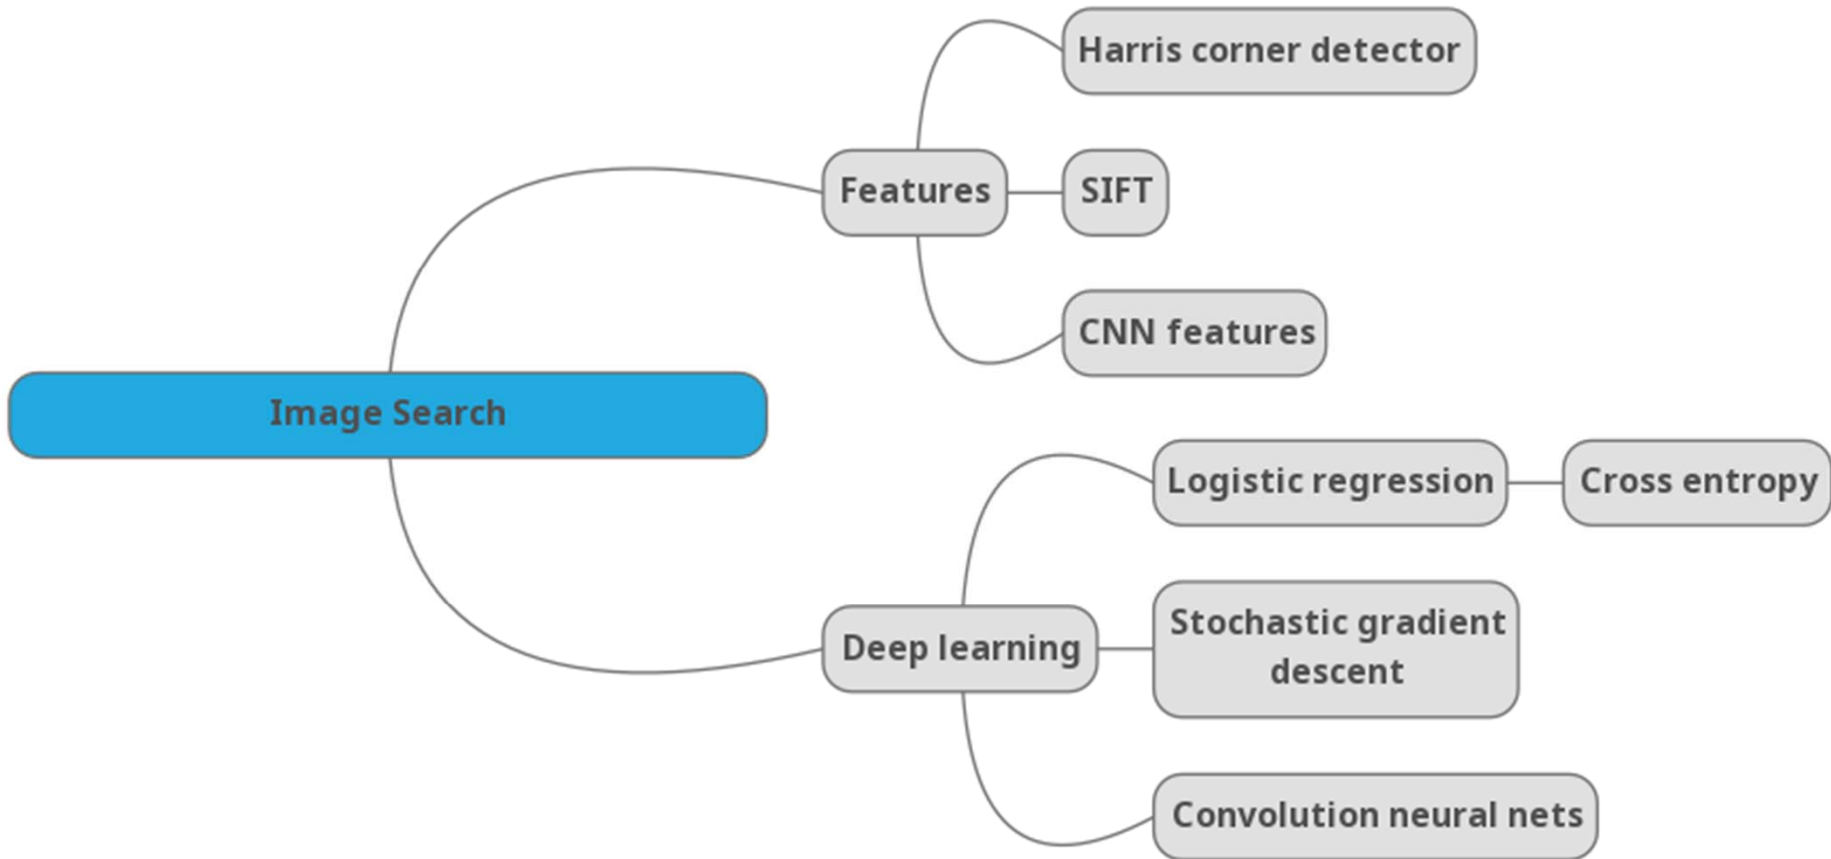 Harris corner detector
Features
SIFT
CNN features
Image Search
Logistic regression
Cross entropy
Stochastic gradient
descent
Deep learning
Convolution neural nets